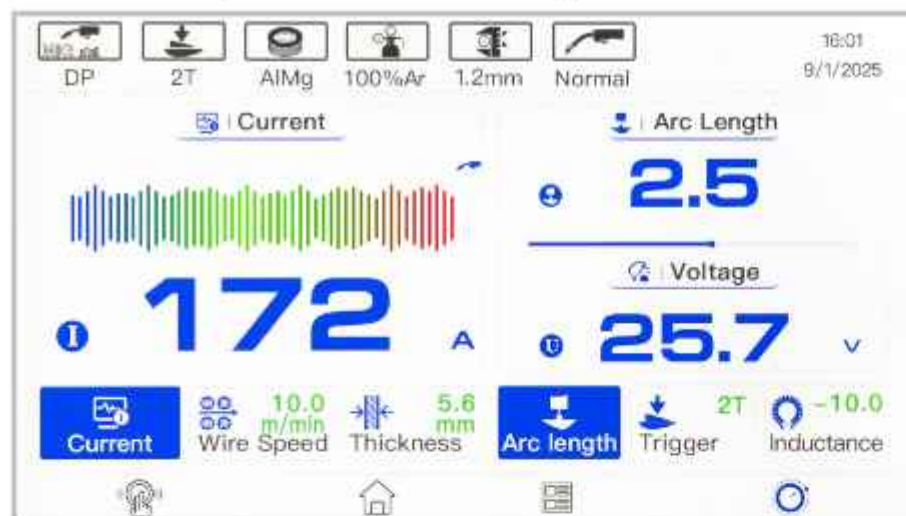 DP 2T AlMg 100%Ar 1.2mm Normal
16:01
9/1/2025
Current
Arc Length
2.5
Voltage
I 172 A
U 25.7 V
Current
10.0
m/min
Wire Speed
5.6
mm
Thickness
Arc length
2T
Trigger
-10.0
Inductance